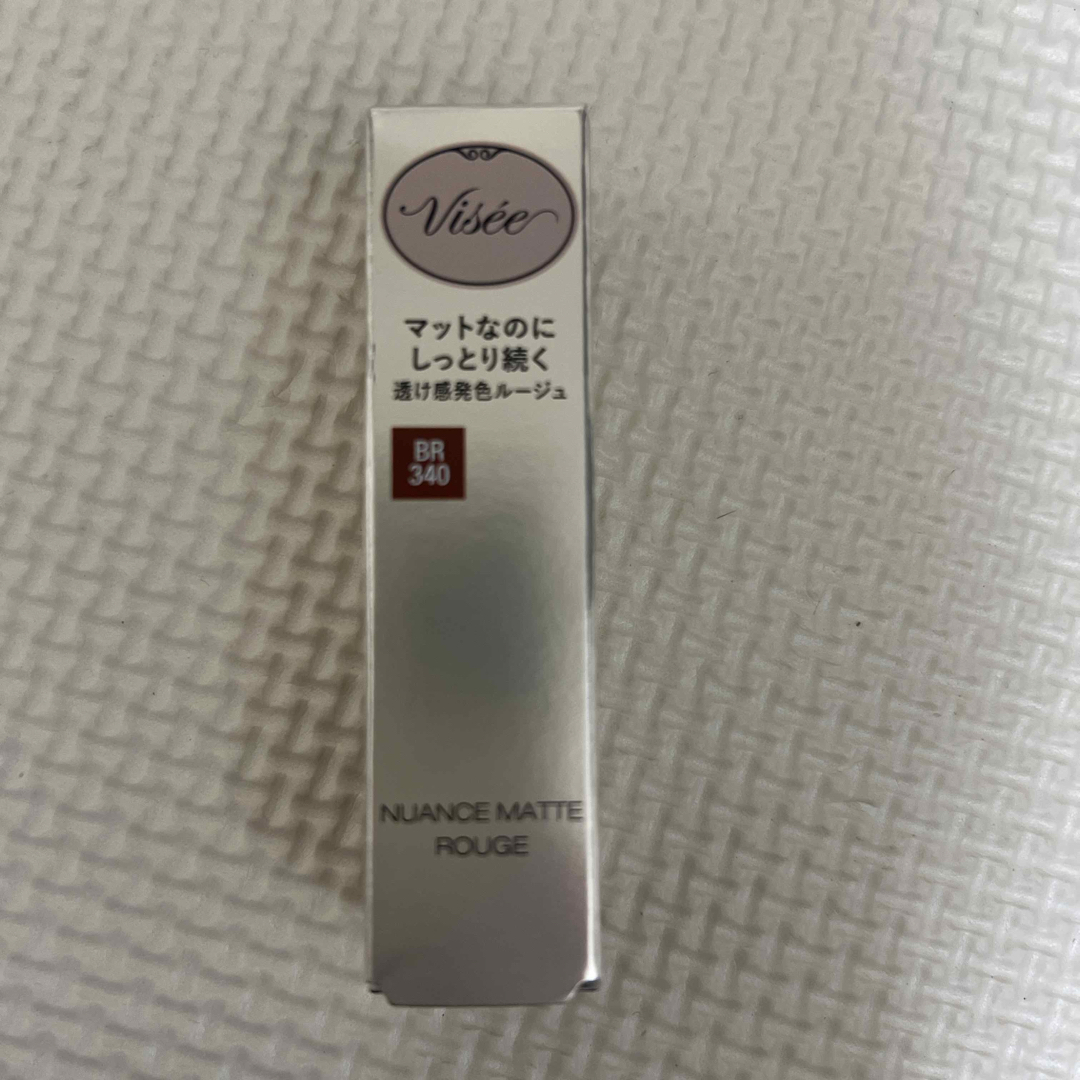 Visée
マットなのに
しっとり続く
透け感発色ルージュ
BR
340
NUANCE MATTE
ROUGE